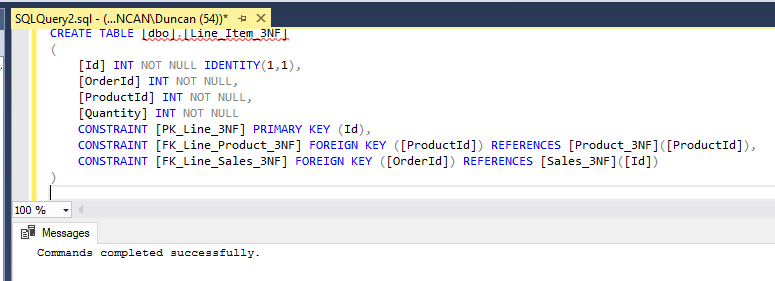 SQLQuery2.sql - (...NCAN\Duncan (54))*
CREATE TABLE [dbo].[Line_Item_3NF]
(
[Id] INT NOT NULL IDENTITY(1,1),
[OrderId] INT NOT NULL,
[ProductId] INT NOT NULL,
[Quantity] INT NOT NULL
CONSTRAINT [PK_Line_3NF] PRIMARY KEY (Id),
CONSTRAINT [FK_Line_Product_3NF] FOREIGN KEY ([ProductId]) REFERENCES [Product_3NF]([ProductId]),
CONSTRAINT [FK_Line_Sales_3NF] FOREIGN KEY ([OrderId]) REFERENCES [Sales_3NF]([Id])
)
100 %
Messages
Commands completed successfully.